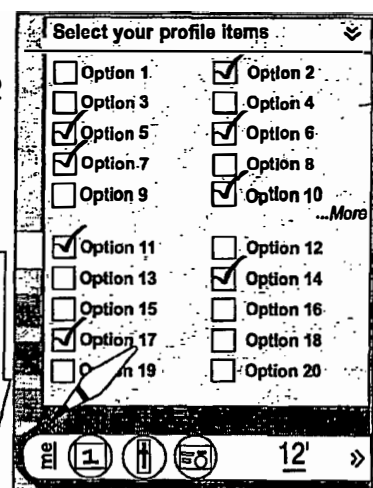 Select your profile items
Option 1 Option 2
Option 3 Option 4
Option 5 Option 6
Option 7 Option 8
Option 9 Option 10
...More
Option 11 Option 12
Option 13 Option 14
Option 15 Option 16
Option 17 Option 18
19 Option 20
me 1 12' »